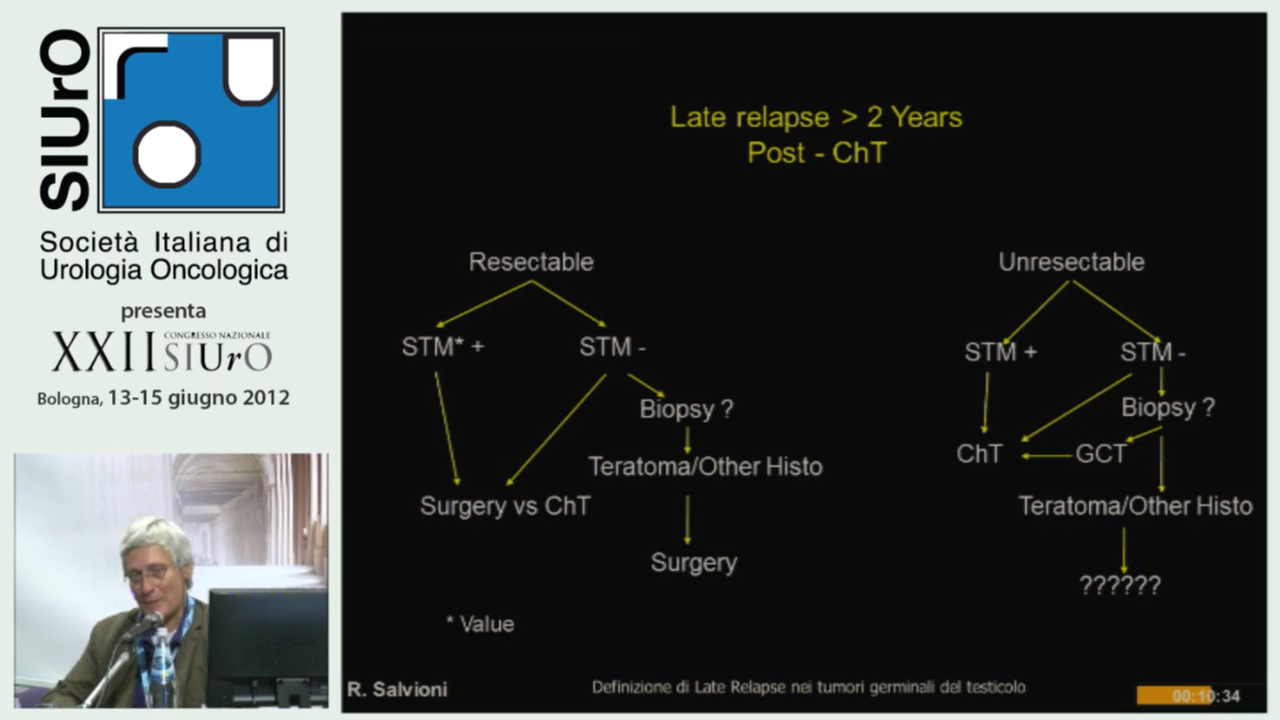 SIUrO
Società Italiana di
Urologia Oncologica
presenta
XXII CONGRESSO NAZIONALE
SIUrO
Bologna, 13-15 giugno 2012
Late relapse > 2 Years
Post - ChT
Resectable
Unresectable
STM* +
STM -
STM +
STM -
Biopsy ?
Biopsy ?
Teratoma/Other Histo
ChT
GCT
Surgery vs ChT
Teratoma/Other Histo
Surgery
??????
* Value
R. Salvioni
Definizione di Late Relapse nei tumori germinali del testicolo
00:10:34